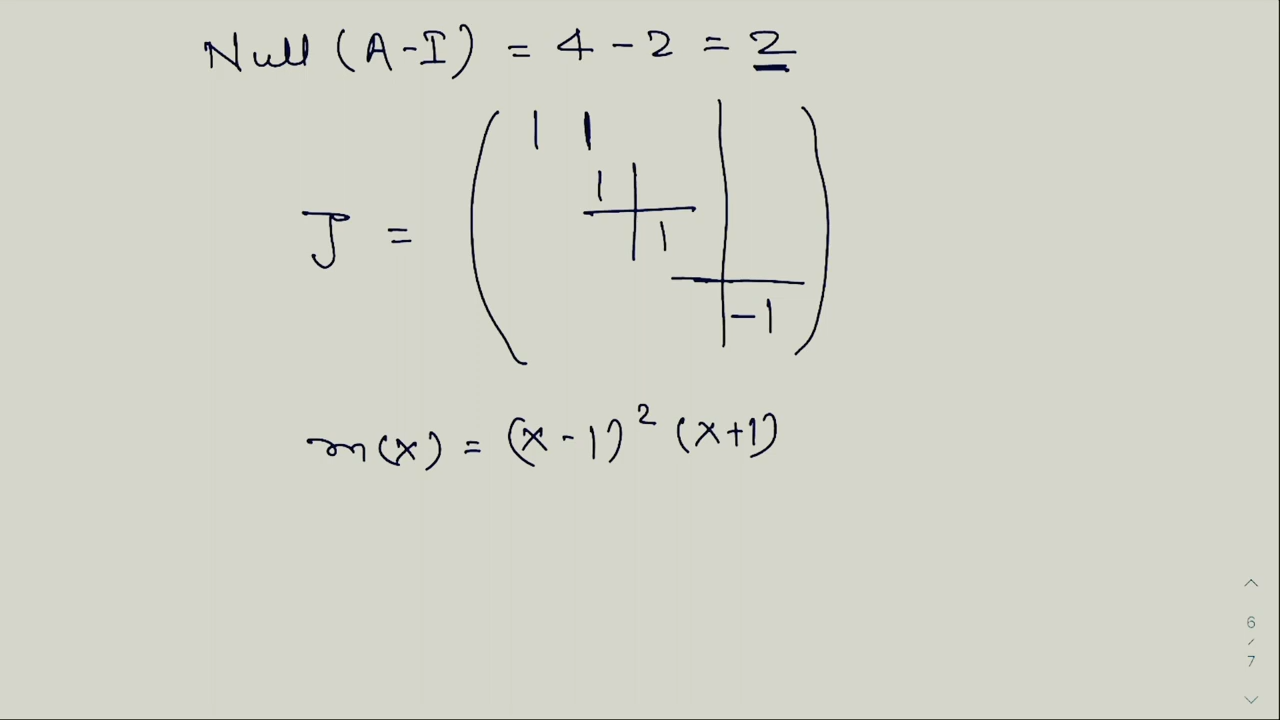 Null (A-I) = 4 - 2 = 2
1 1
1
J = 1
-1
m(x) = (x-1)² (x+1)
6
/
7